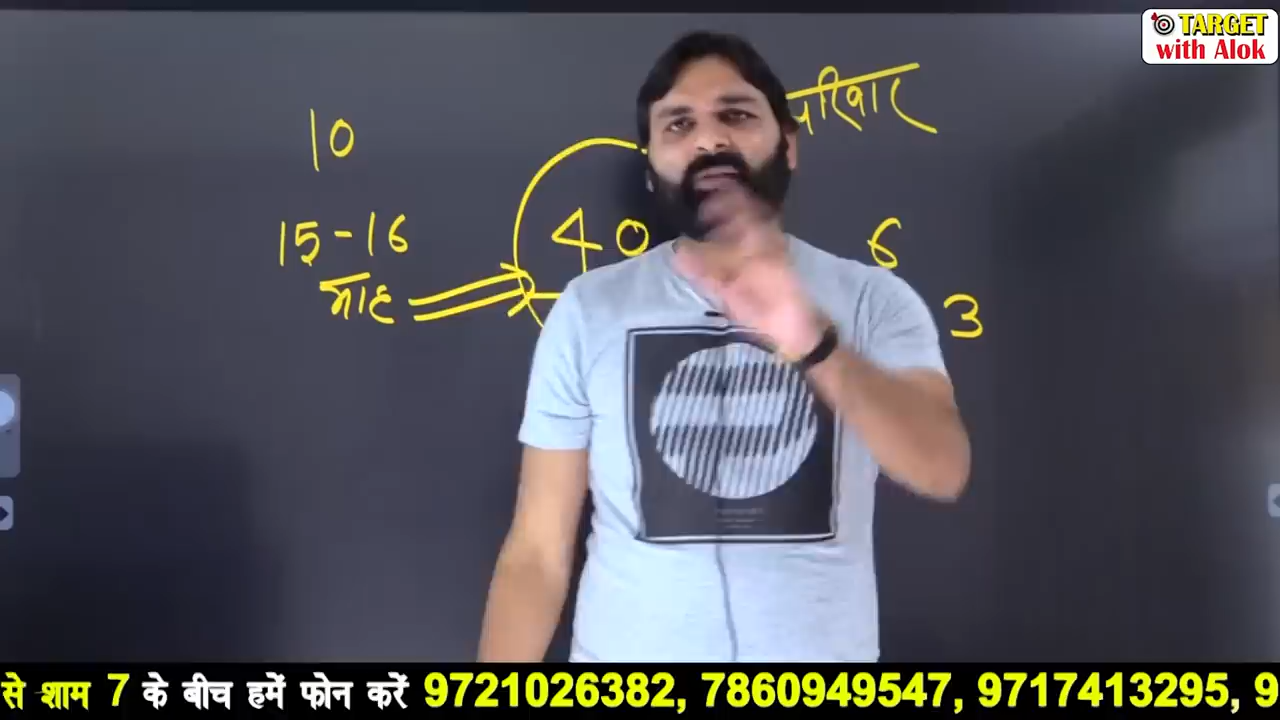 TARGET
with Alok
परिवार
10
15-16
माह
40
6
3
से शाम 7 के बीच हमें फोन करें 9721026382, 7860949547, 9717413295, 9